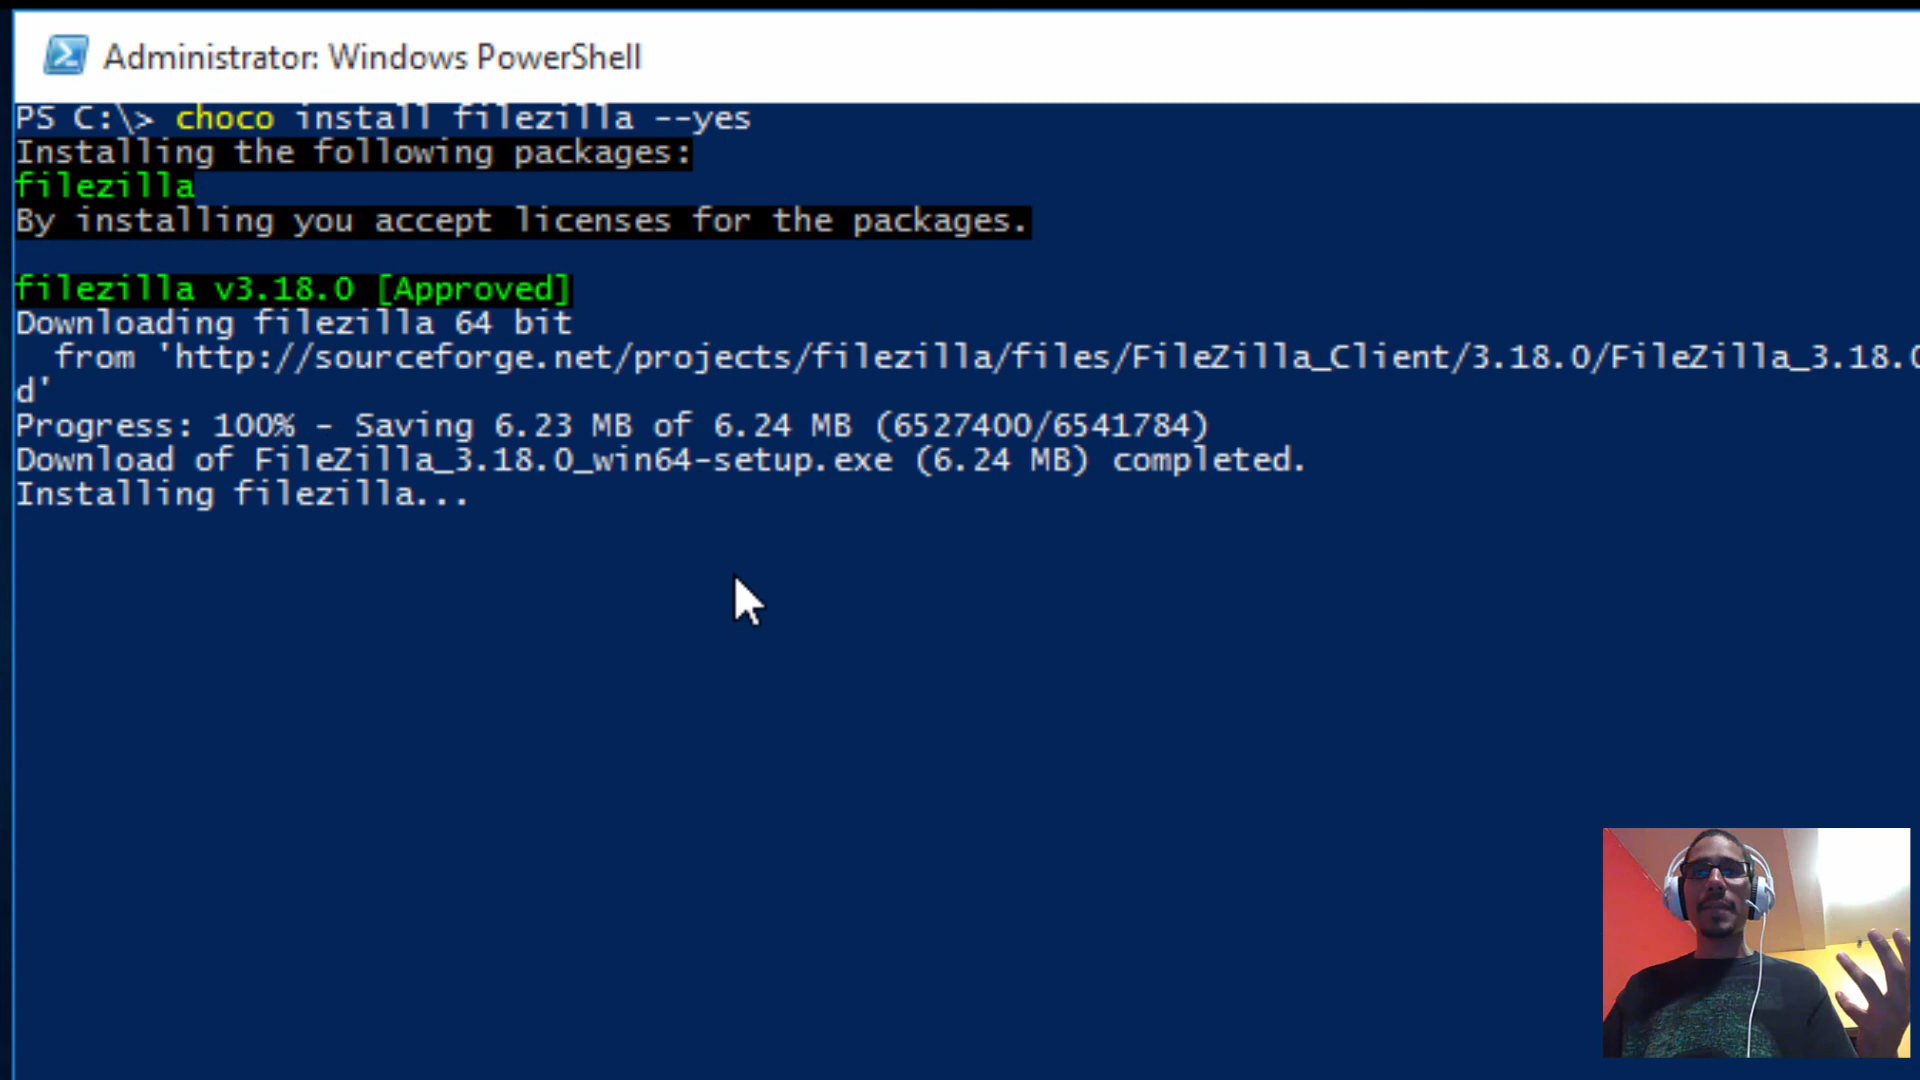 Administrator: Windows PowerShell
PS C:\> choco install filezilla --yes
Installing the following packages:
filezilla
By installing you accept licenses for the packages.
filezilla v3.18.0 [Approved]
Downloading filezilla 64 bit
from 'http://sourceforge.net/projects/filezilla/files/FileZilla_Client/3.18.0/FileZilla_3.18.0
d'
Progress: 100% - Saving 6.23 MB of 6.24 MB (6527400/6541784)
Download of FileZilla_3.18.0_win64-setup.exe (6.24 MB) completed.
Installing filezilla...